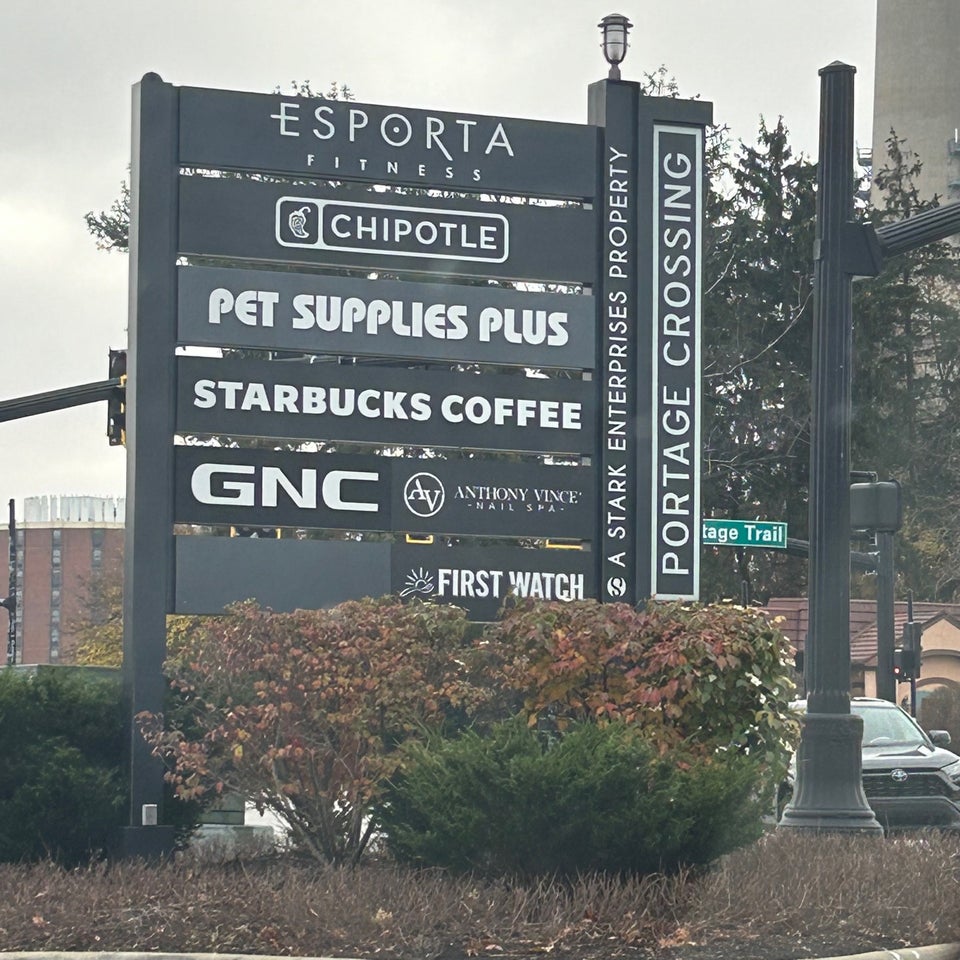 ESPORTA
FITNESS
CHIPOTLE
PET SUPPLIES PLUS
STARBUCKS COFFEE
GNC
AV
ANTHONY VINCE'
-NAIL SPA-
FIRST WATCH
A STARK ENTERPRISES PROPERTY
PORTAGE CROSSING
tage Trail